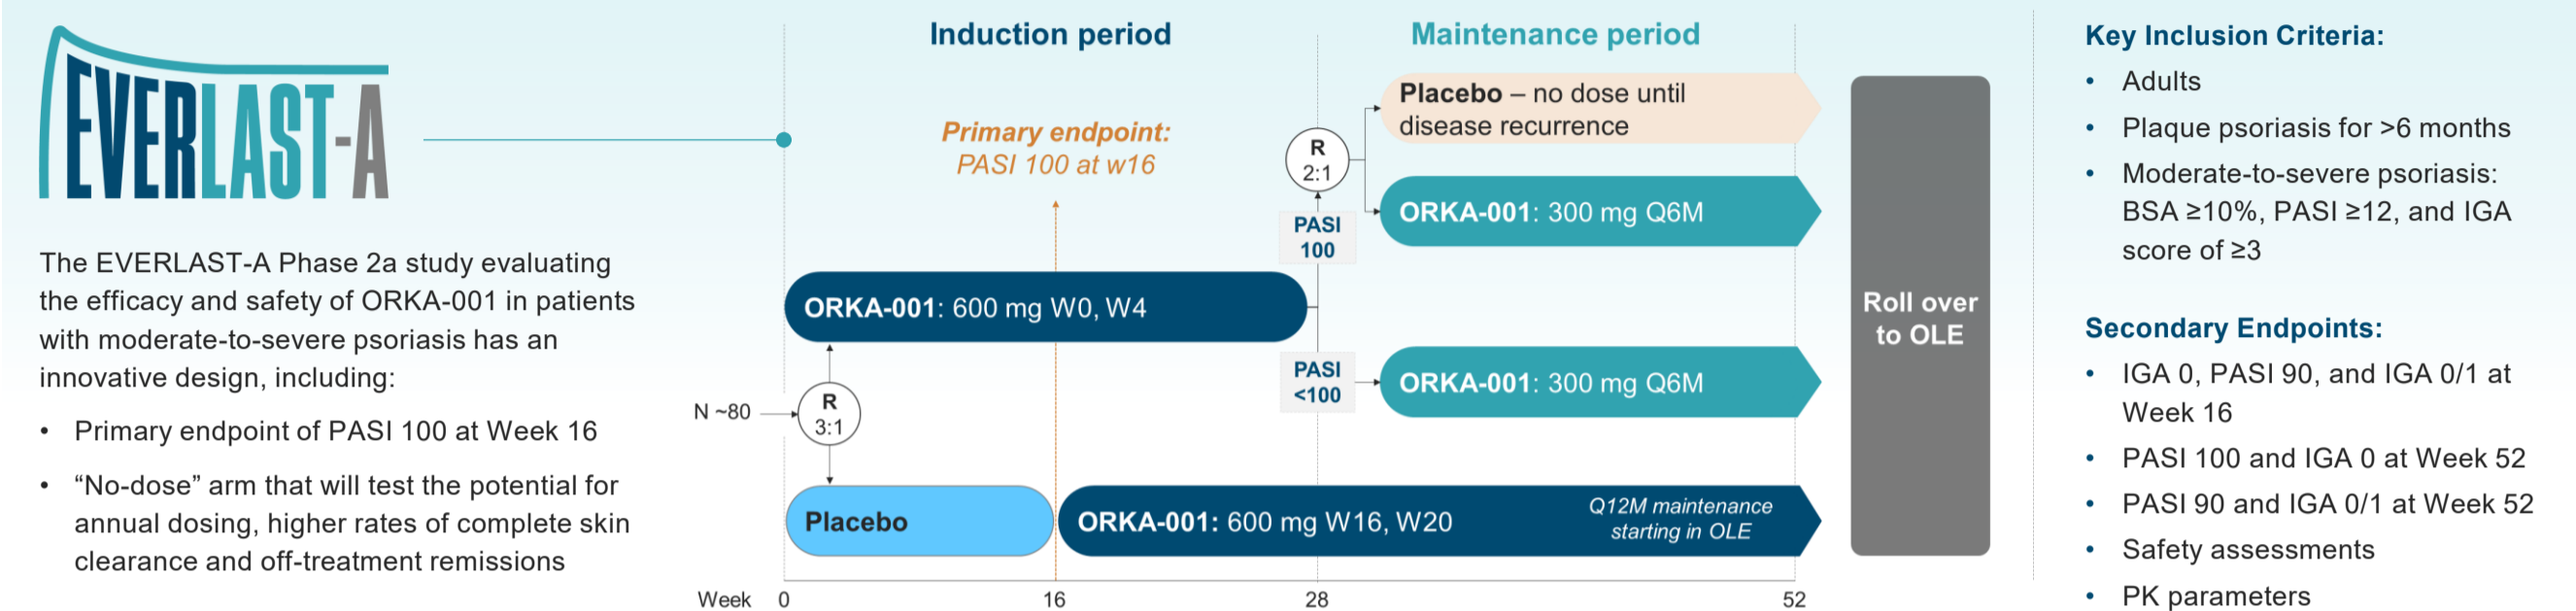 EVERLAST-A
The EVERLAST-A Phase 2a study evaluating
the efficacy and safety of ORKA-001 in patients
with moderate-to-severe psoriasis has an
innovative design, including:
• Primary endpoint of PASI 100 at Week 16
• “No-dose” arm that will test the potential for
annual dosing, higher rates of complete skin
clearance and off-treatment remissions
Induction period
Maintenance period
Primary endpoint:
PASI 100 at w16
Placebo – no dose until
disease recurrence
R
2:1
ORKA-001: 300 mg Q6M
PASI
100
ORKA-001: 600 mg W0, W4
PASI
<100
ORKA-001: 300 mg Q6M
N ~80
R
3:1
Placebo
ORKA-001: 600 mg W16, W20
Q12M maintenance
starting in OLE
Roll over
to OLE
Week 0 16 28 52
Key Inclusion Criteria:
• Adults
• Plaque psoriasis for >6 months
• Moderate-to-severe psoriasis:
BSA ≥10%, PASI ≥12, and IGA
score of ≥3
Secondary Endpoints:
• IGA 0, PASI 90, and IGA 0/1 at
Week 16
• PASI 100 and IGA 0 at Week 52
• PASI 90 and IGA 0/1 at Week 52
• Safety assessments
• PK parameters